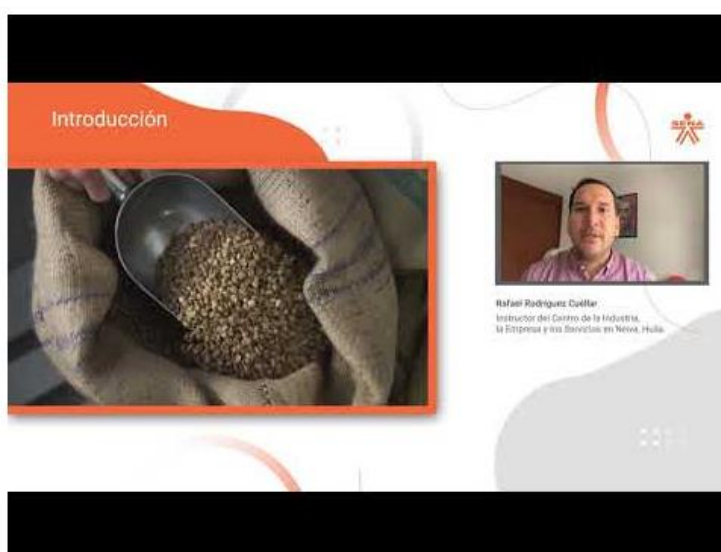 Introducción
SENA
Rafael Rodríguez Cuéllar
Instructor del Centro de la Industria,
la Empresa y los Servicios en Neiva, Huila.